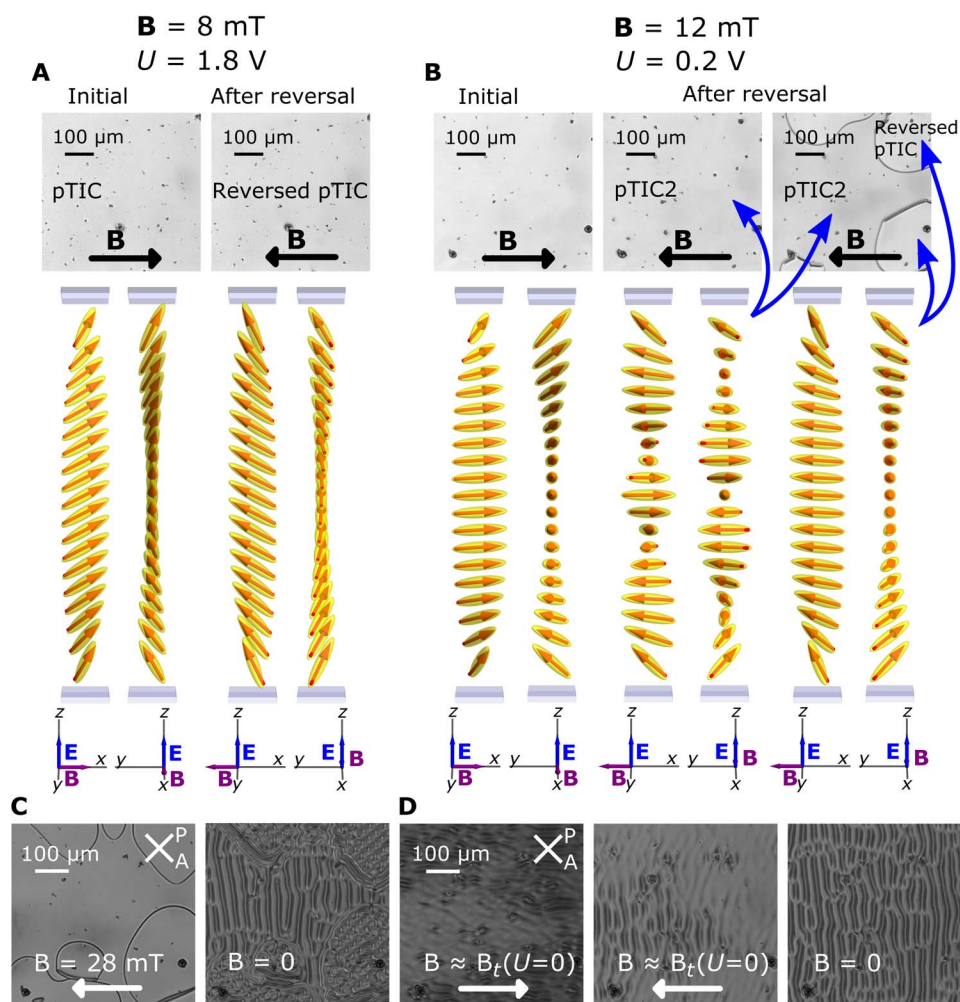 B = 8 mT
U = 1.8 V
B = 12 mT
U = 0.2 V
A
Initial
After reversal
100 µm
pTIC
B
100 µm
Reversed pTIC
B
B
Initial
After reversal
100 µm
B
100 µm
pTIC2
B
100 µm
Reversed
pTIC
pTIC2
B
z
E
x
B
y
z
y
E
B
x
z
E
x
B
y
z
y
E
B
x
z
E
x
B
y
z
y
E
B
x
z
E
x
B
y
z
y
E
B
x
z
E
x
B
y
z
y
E
B
x
C
100 µm
P
A
B = 28 mT
B = 0
D
100 µm
P
A
B ≈ Bt(U=0)
B ≈ Bt(U=0)
B = 0